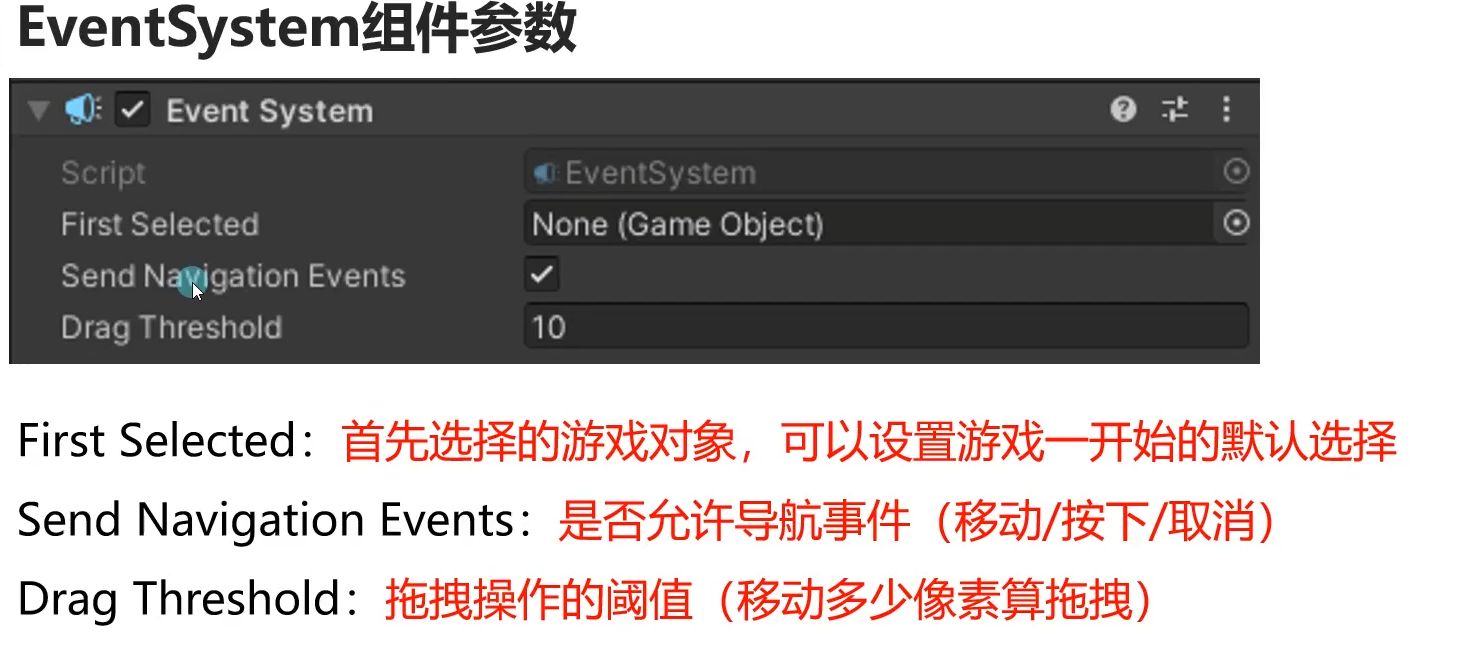 EventSystem组件参数
Event System
Script EventSystem
First Selected None (Game Object)
Send Navigation Events
Drag Threshold 10
First Selected：首先选择的游戏对象，可以设置游戏一开始的默认选择
Send Navigation Events：是否允许导航事件（移动/按下/取消）
Drag Threshold：拖拽操作的阈值（移动多少像素算拖拽）